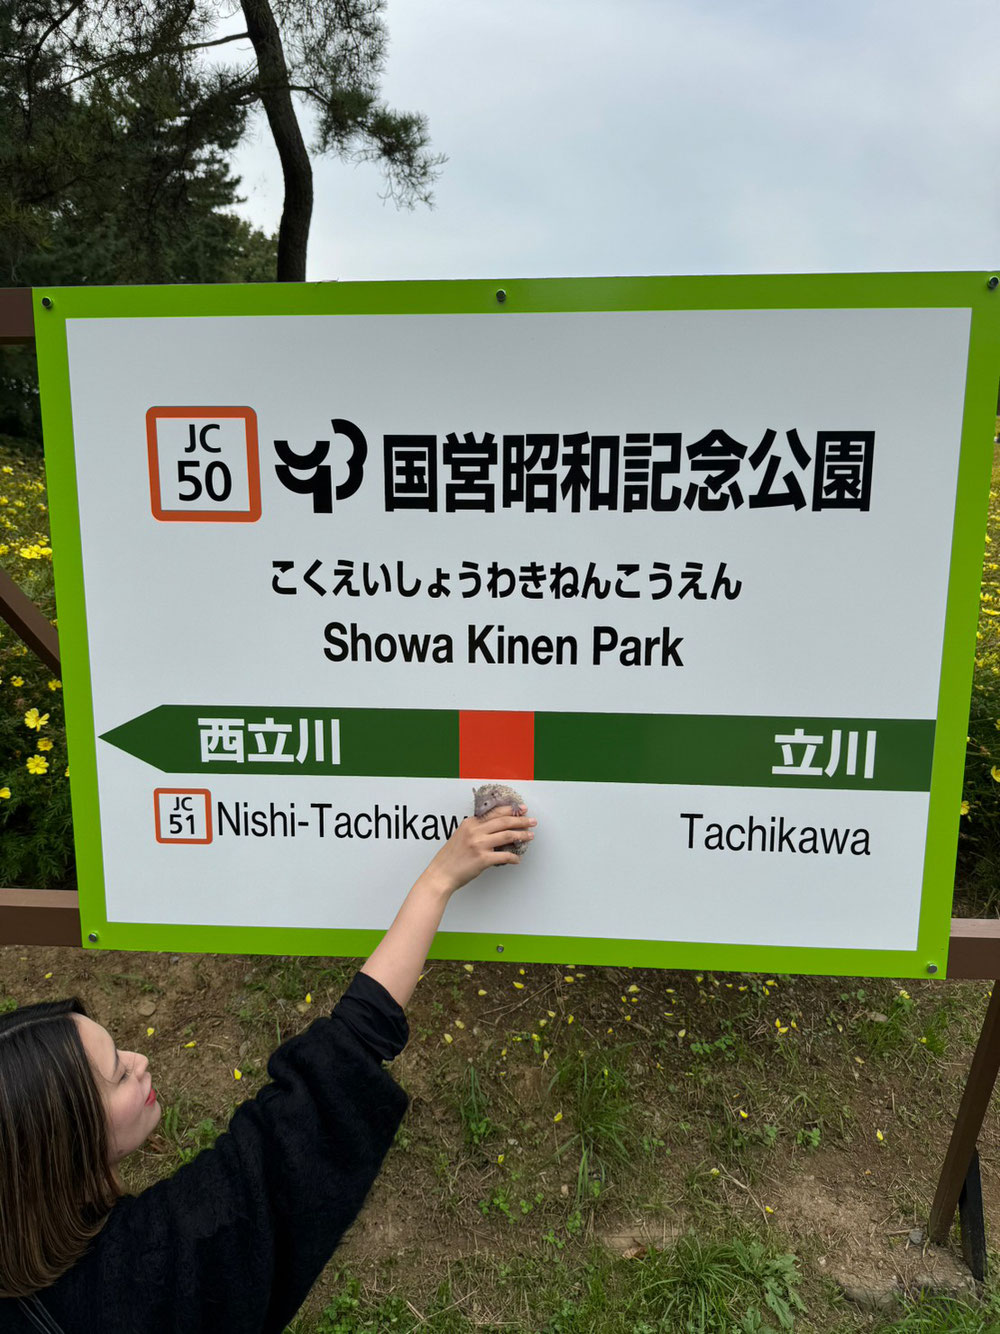 JC
50
国営昭和記念公園
こくえいしょうわきねんこうえん
Showa Kinen Park
西立川 立川
JC
51
Nishi-Tachikaw Tachikawa